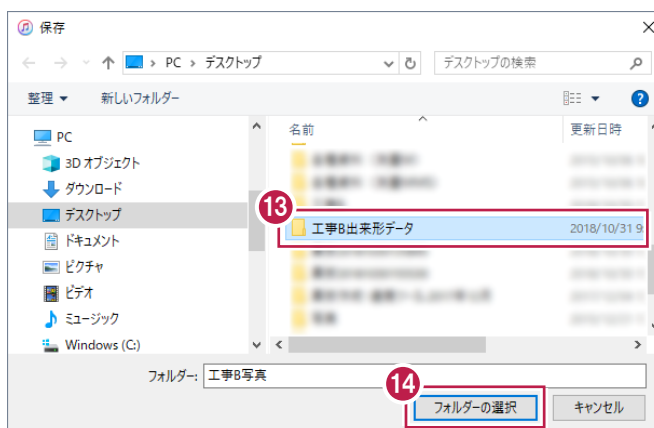 保存
PC › デスクトップ
デスクトップの検索
整理
新しいフォルダー
名前
更新日時
PC
3D オブジェクト
ダウンロード
デスクトップ
ドキュメント
ピクチャ
ビデオ
ミュージック
Windows (C:)
13
工事B出来形データ
2018/10/31 9:
フォルダー: 工事B写真
14
フォルダーの選択
キャンセル